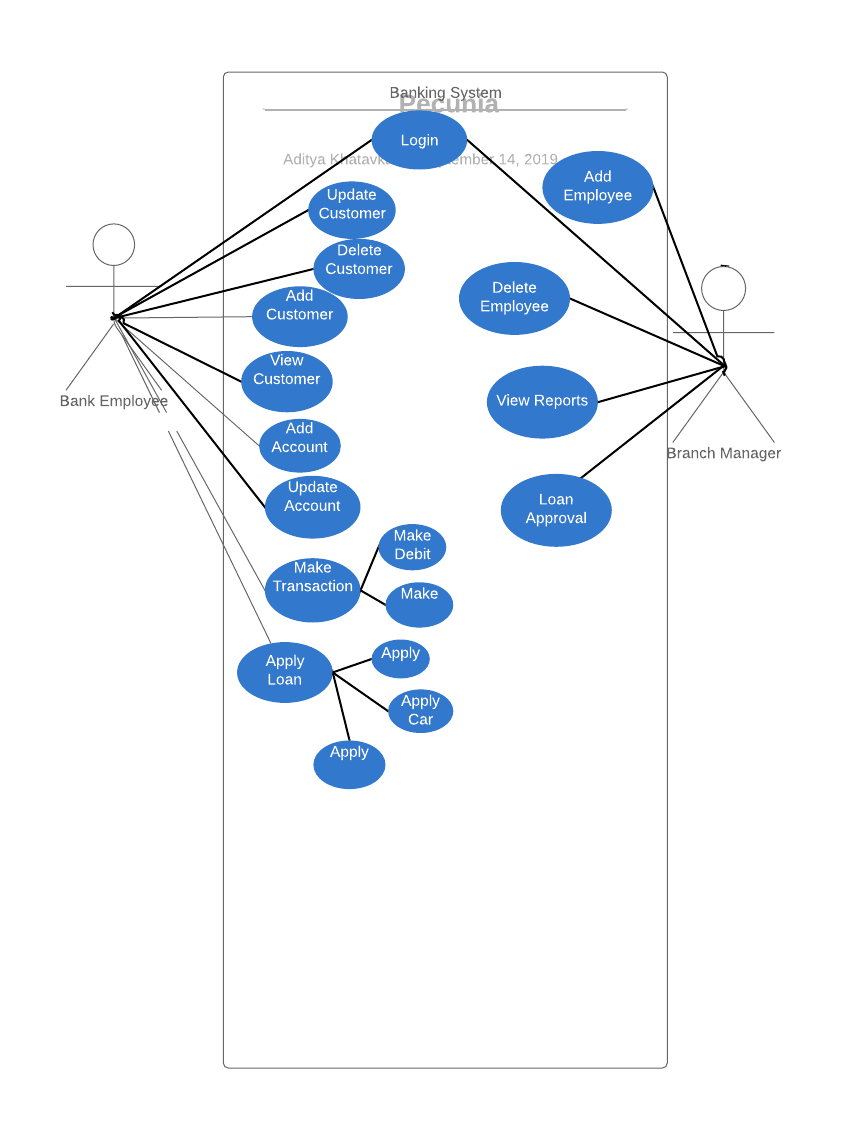 Banking System
Pecunia
Login
Aditya Khatavka
ember 14, 2019
Add
Employee
Update
Customer
Delete
Customer
Add
Customer
Delete
Employee
View
Customer
View Reports
Bank Employee
Add
Account
Branch Manager
Update
Account
Loan
Approval
Make
Debit
Make
Transaction
Make
Apply
Apply
Loan
Apply
Car
Apply